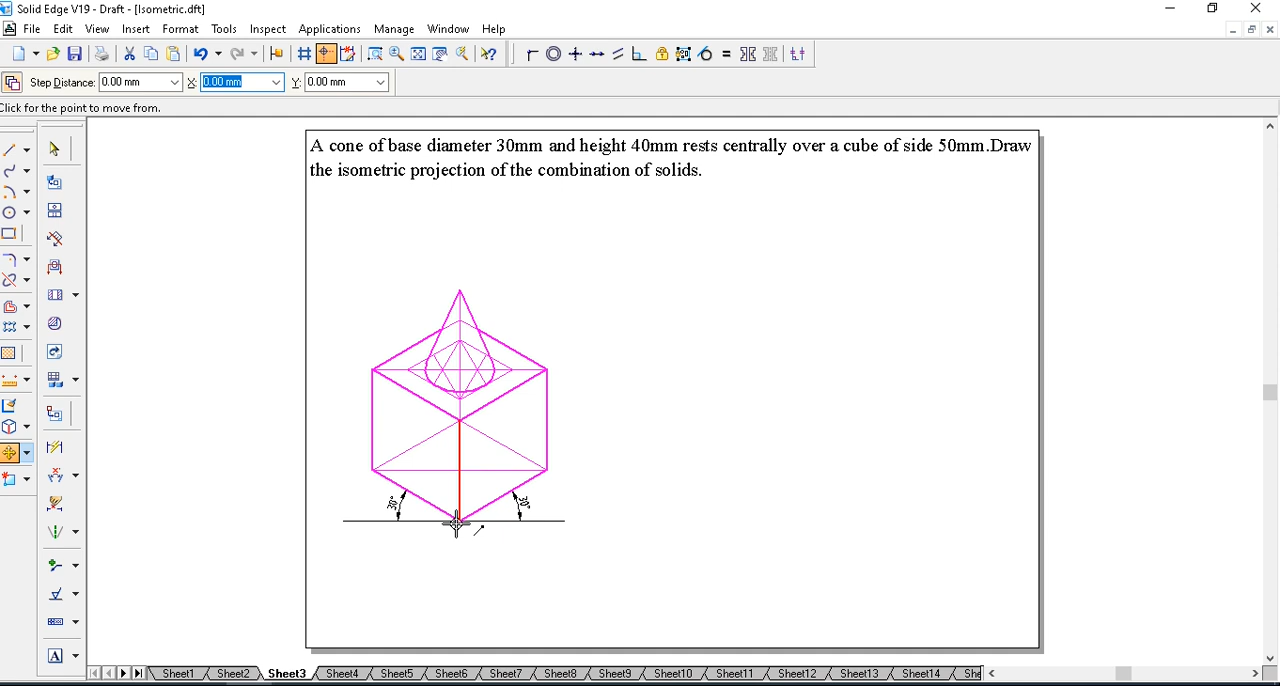 Solid Edge V19 - Draft - [Isometric.dft]
File Edit View Insert Format Tools Inspect Applications Manage Window Help
Step Distance: 0.00 mm X: 0.00 mm Y: 0.00 mm
Click for the point to move from.
A cone of base diameter 30mm and height 40mm rests centrally over a cube of side 50mm.Draw
the isometric projection of the combination of solids.
30° 30°
A
Sheet1 Sheet2 Sheet3 Sheet4 Sheet5 Sheet6 Sheet7 Sheet8 Sheet9 Sheet10 Sheet11 Sheet12 Sheet13 Sheet14 She